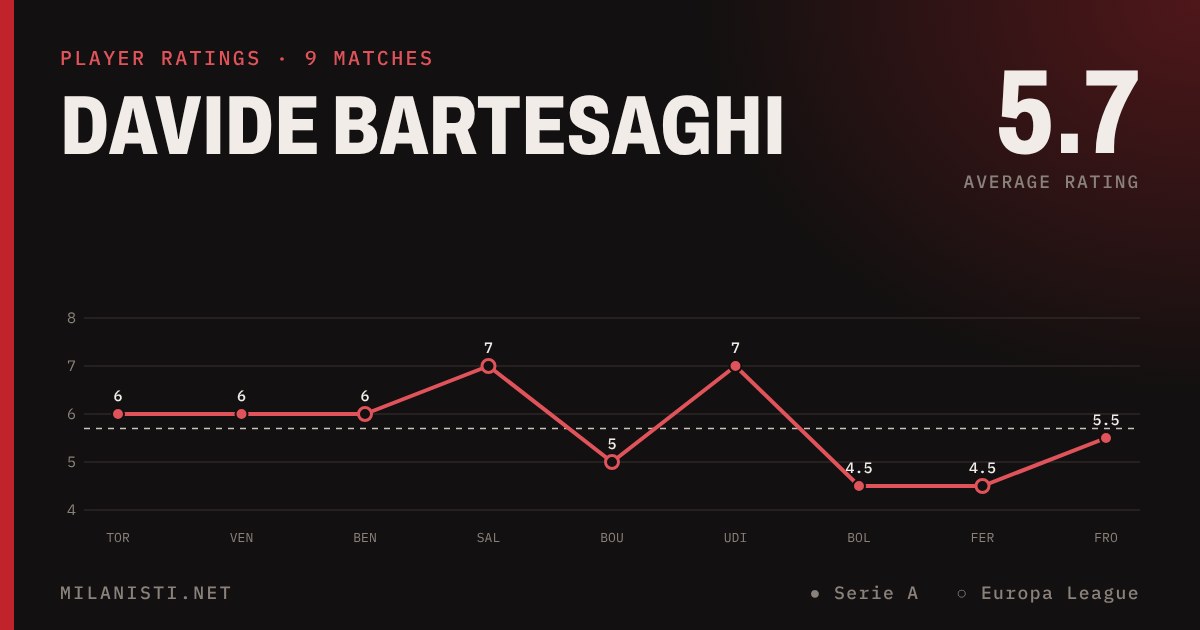 PLAYER RATINGS · 9 MATCHES
DAVIDE BARTESAGHI
5.7
AVERAGE RATING
8
7
6
5
4
6
6
6
7
5
7
4.5
4.5
5.5
TOR VEN BEN SAL BOU UDI BOL FER FRO
MILANISTI.NET
● Serie A ○ Europa League